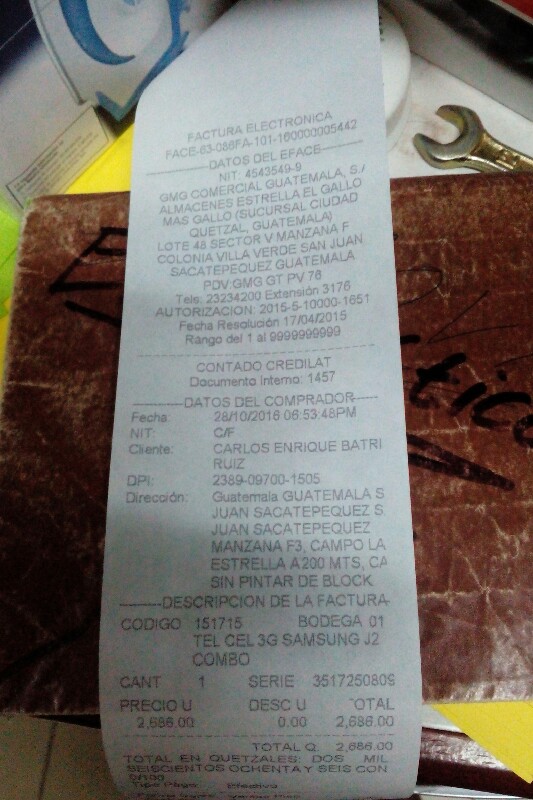 FACTURA ELECTRONICA
FACE-63-086FA-101-160000005442
DATOS DEL EFACE
NIT: 4543549-9
GMG COMERCIAL GUATEMALA, S./
ALMACENES ESTRELLA EL GALLO
MAS GALLO (SUCURSAL CIUDAD
QUETZAL, GUATEMALA)
LOTE 48 SECTOR V MANZANA F
COLONIA VILLA VERDE SAN JUAN
SACATEPEQUEZ GUATEMALA
PDV:GMG GT PV 76
Tels: 23234200 Extensión 3176
AUTORIZACION: 2015-5-10000-1651
Fecha Resolución 17/04/2015
Rango del 1 al 9999999999
CONTADO CREDILAT
Documento Interno: 1457
DATOS DEL COMPRADOR
Fecha: 28/10/2016 06:53:48PM
NIT: C/F
Cliente: CARLOS ENRIQUE BATRI
RUIZ
DPI: 2389-09700-1505
Dirección: Guatemala GUATEMALA S
JUAN SACATEPEQUEZ S
JUAN SACATEPEQUEZ
MANZANA F3, CAMPO LA
ESTRELLA A 200 MTS, CA
SIN PINTAR DE BLOCK
DESCRIPCION DE LA FACTURA
CODIGO 151715 BODEGA 01
TEL CEL 3G SAMSUNG J2
COMBO
CANT 1 SERIE 3517250809
PRECIO U DESC U OTAL
2,686.00 0.00 2,686.00
TOTAL Q. 2,686.00
TOTAL EN QUETZALES: DOS MIL
SEISCIENTOS OCHENTA Y SEIS CON
0/100
Tipo Pago: Efectivo